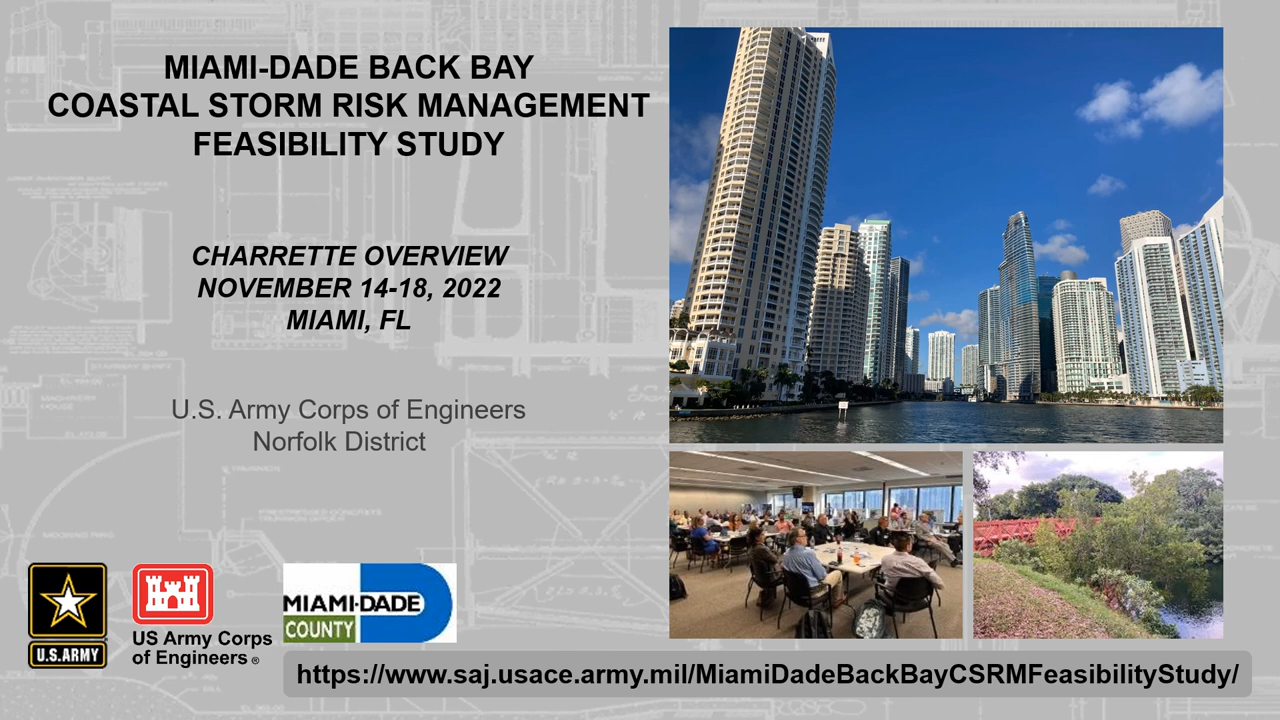 MIAMI-DADE BACK BAY
COASTAL STORM RISK MANAGEMENT
FEASIBILITY STUDY
CHARRETTE OVERVIEW
NOVEMBER 14-18, 2022
MIAMI, FL
U.S. Army Corps of Engineers
Norfolk District
U.S. ARMY
US Army Corps
of Engineers ®
MIAMI-DADE
COUNTY
https://www.saj.usace.army.mil/MiamiDadeBackBayCSRMFeasibilityStudy/